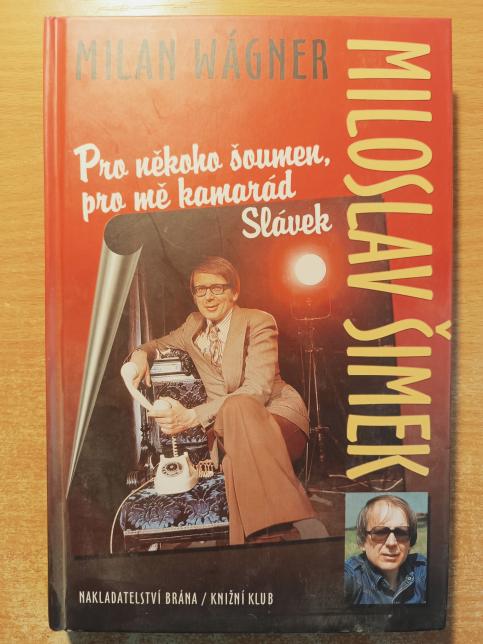 MILAN WÁGNER
Pro někoho šoumen,
pro mě kamarád
Slávek
MILOSLAV ŠIMEK
NAKLADATELSTVÍ BRÁNA / KNIŽNÍ KLUB